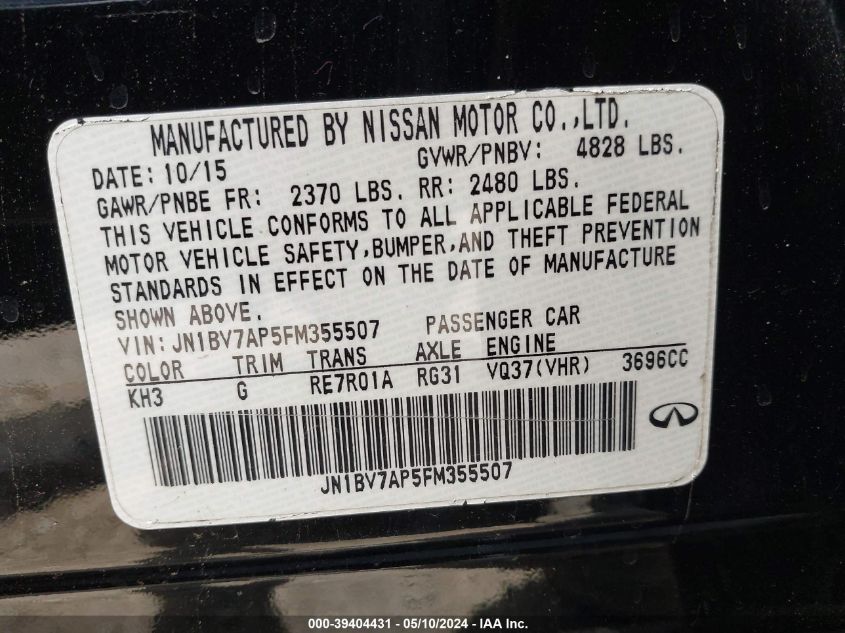 MANUFACTURED BY NISSAN MOTOR CO.,LTD.
DATE: 10/15 GVWR/PNBV: 4828 LBS.
GAWR/PNBE FR: 2370 LBS. RR: 2480 LBS.
THIS VEHICLE CONFORMS TO ALL APPLICABLE FEDERAL
MOTOR VEHICLE SAFETY,BUMPER,AND THEFT PREVENTION
STANDARDS IN EFFECT ON THE DATE OF MANUFACTURE
SHOWN ABOVE.
VIN: JN1BV7AP5FM355507 PASSENGER CAR
COLOR TRIM TRANS AXLE ENGINE
KH3 G RE7R01A RG31 VQ37(VHR) 3696CC
JN1BV7AP5FM355507
000-39404431 - 05/10/2024 - IAA Inc.